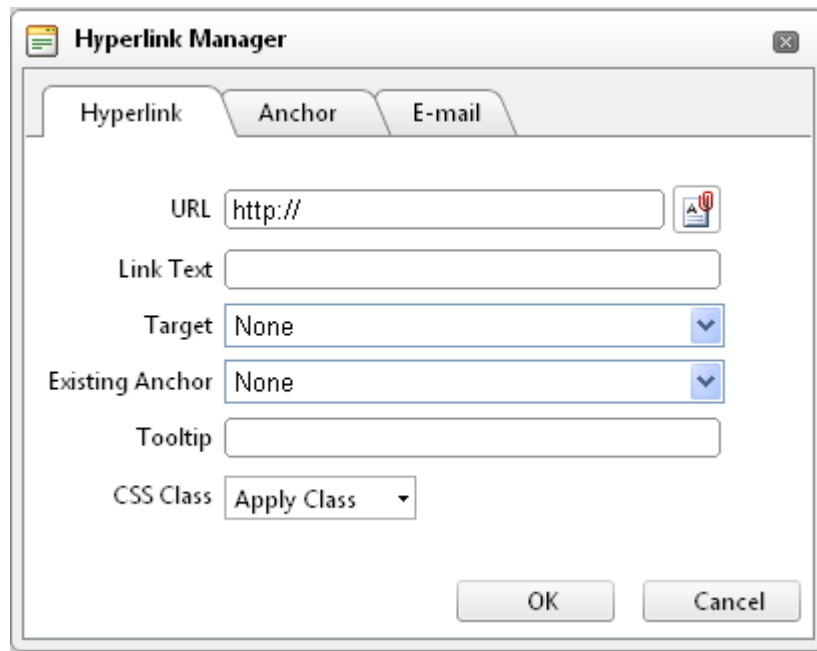 Hyperlink Manager
Hyperlink Anchor E-mail
URL http://
Link Text
Target None
Existing Anchor None
Tooltip
CSS Class Apply Class
OK Cancel